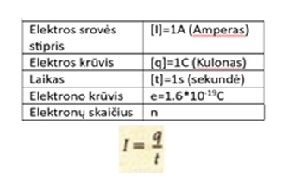 Elektros srovės [I]=1A (Amperas)
stipris
Elektros krūvis [q]=1C (Kulonas)
Laikas [t]=1s (sekundė)
Elektrono krūvis e=1.6*10⁻¹⁹C
Elektronų skaičius n
I = q/t